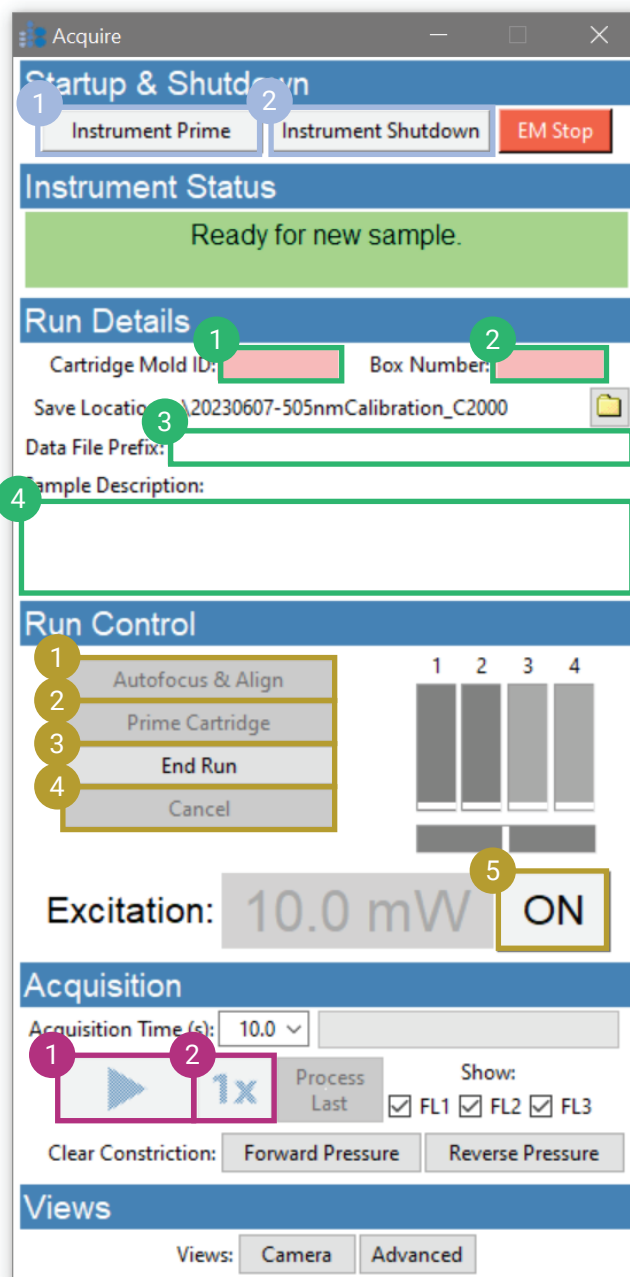 Acquire
Startup & Shutdown
1 2
Instrument Prime Instrument Shutdown EM Stop
Instrument Status
Ready for new sample.
Run Details
1 2
Cartridge Mold ID: Box Number:
Save Location \20230607-505nmCalibration_C2000
3
Data File Prefix:
Sample Description:
4
Run Control
1 2 3 4
1
Autofocus & Align
2
Prime Cartridge
3
End Run
4
Cancel
5
Excitation: 10.0 mW ON
Acquisition
Acquisition Time (s): 10.0
1 2
1x Process Last Show:
FL1 FL2 FL3
Clear Constriction: Forward Pressure Reverse Pressure
Views
Views: Camera Advanced